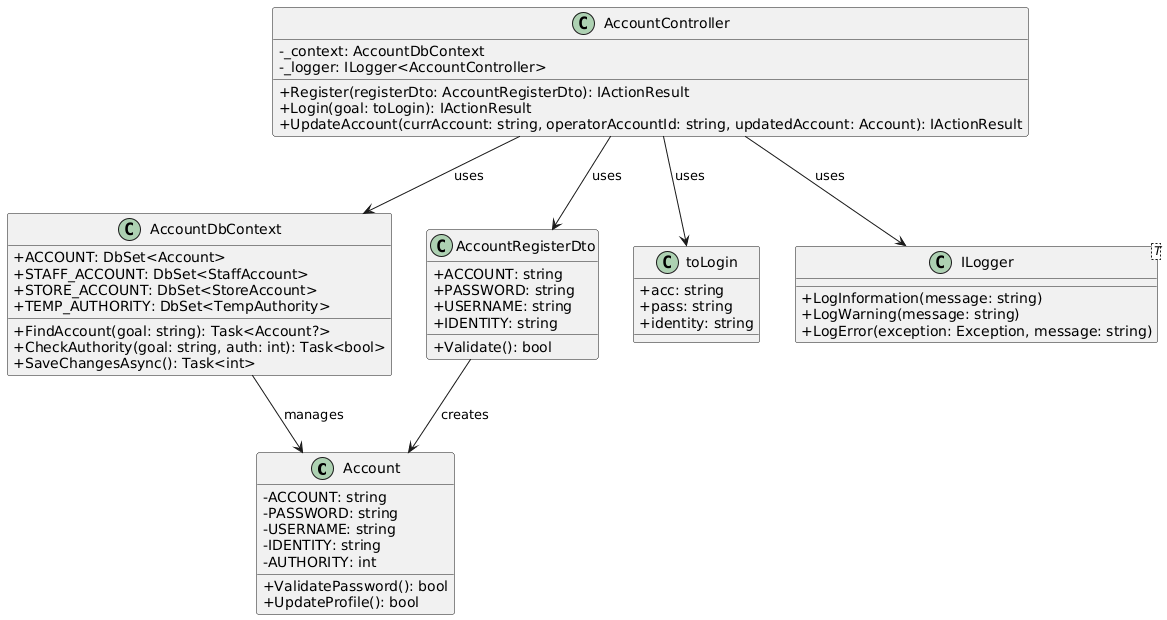 C AccountController
-_context: AccountDbContext
-_logger: ILogger<AccountController>
+Register(registerDto: AccountRegisterDto): IActionResult
+Login(goal: toLogin): IActionResult
+UpdateAccount(currAccount: string, operatorAccountId: string, updatedAccount: Account): IActionResult
uses
uses
uses
uses
C AccountDbContext
+ACCOUNT: DbSet<Account>
+STAFF_ACCOUNT: DbSet<StaffAccount>
+STORE_ACCOUNT: DbSet<StoreAccount>
+TEMP_AUTHORITY: DbSet<TempAuthority>
+FindAccount(goal: string): Task<Account?>
+CheckAuthority(goal: string, auth: int): Task<bool>
+SaveChangesAsync(): Task<int>
C AccountRegisterDto
+ACCOUNT: string
+PASSWORD: string
+USERNAME: string
+IDENTITY: string
+Validate(): bool
C toLogin
+acc: string
+pass: string
+identity: string
C ILogger
T
+LogInformation(message: string)
+LogWarning(message: string)
+LogError(exception: Exception, message: string)
manages
creates
C Account
-ACCOUNT: string
-PASSWORD: string
-USERNAME: string
-IDENTITY: string
-AUTHORITY: int
+ValidatePassword(): bool
+UpdateProfile(): bool